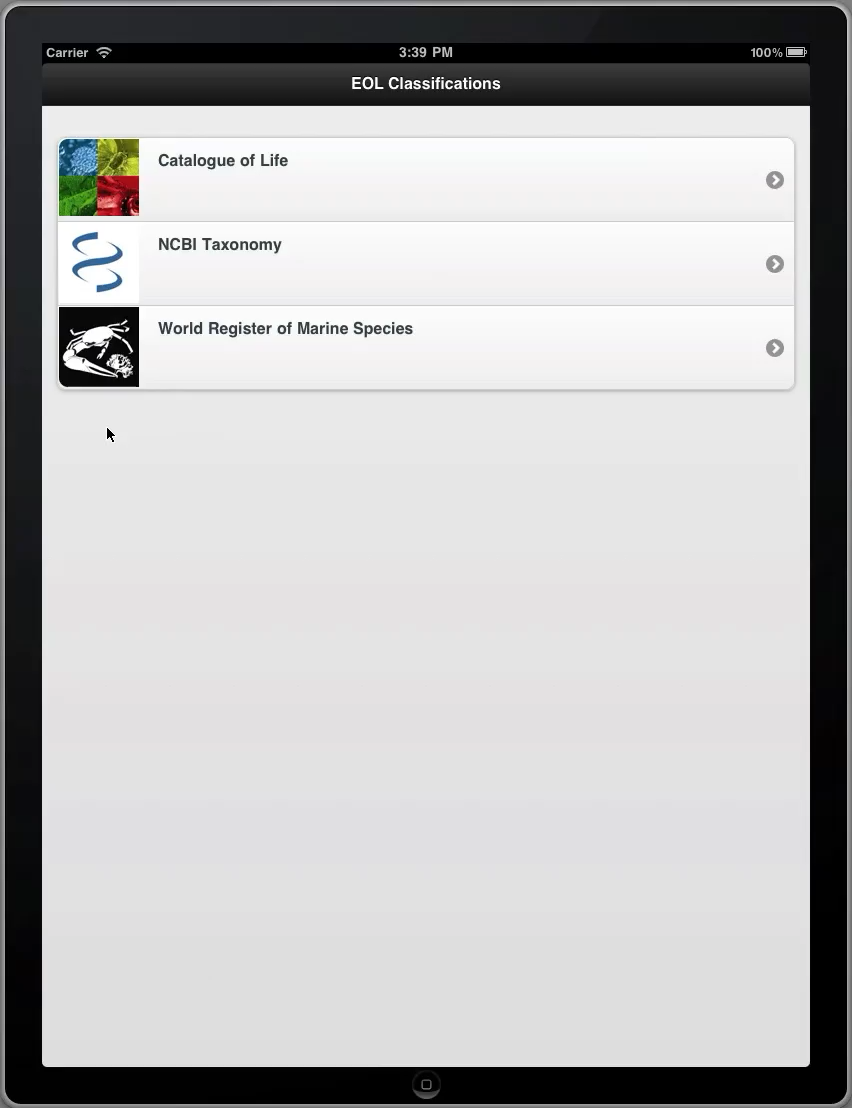 Carrier 3:39 PM 100%
EOL Classifications
Catalogue of Life
NCBI Taxonomy
World Register of Marine Species